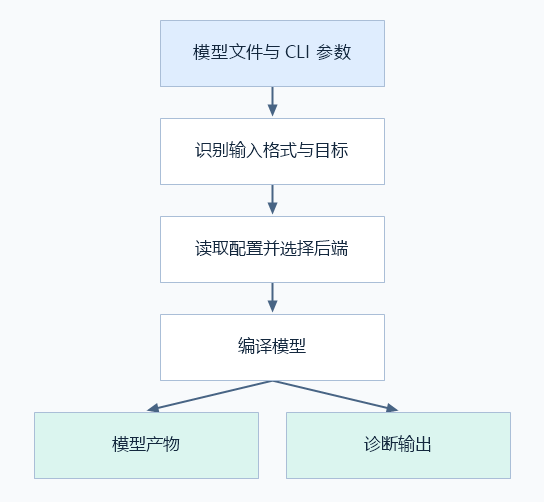 模型文件与 CLI 参数
识别输入格式与目标
读取配置并选择后端
编译模型
模型产物
诊断输出